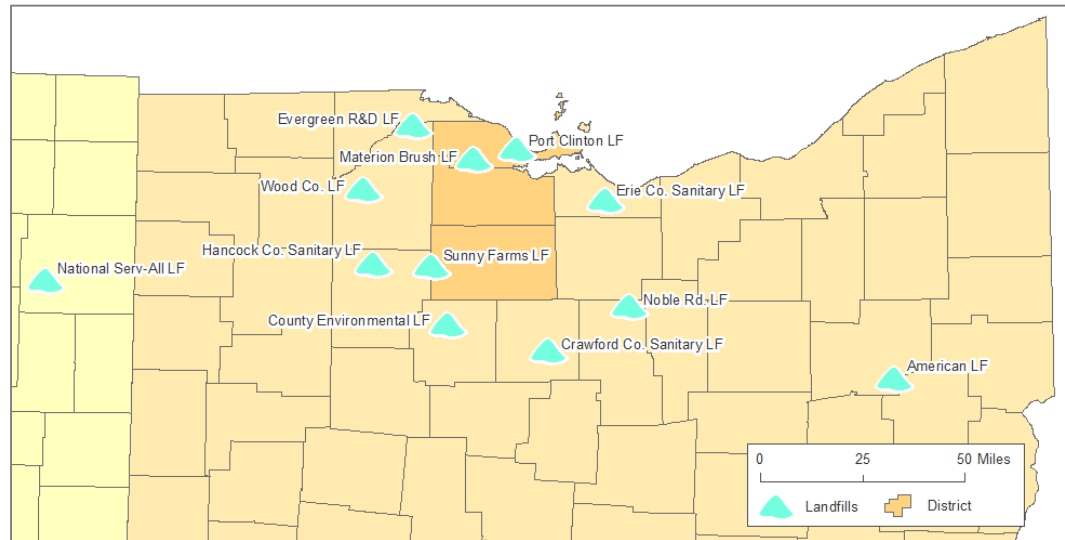 Evergreen R&D LF
Port Clinton LF
Materion Brush LF
Wood Co. LF
Erie Co. Sanitary LF
Hancock Co. Sanitary LF
Sunny Farms LF
National Serv-All LF
Noble Rd. LF
County Environmental LF
Crawford Co. Sanitary LF
American LF
0 25 50 Miles
Landfills District